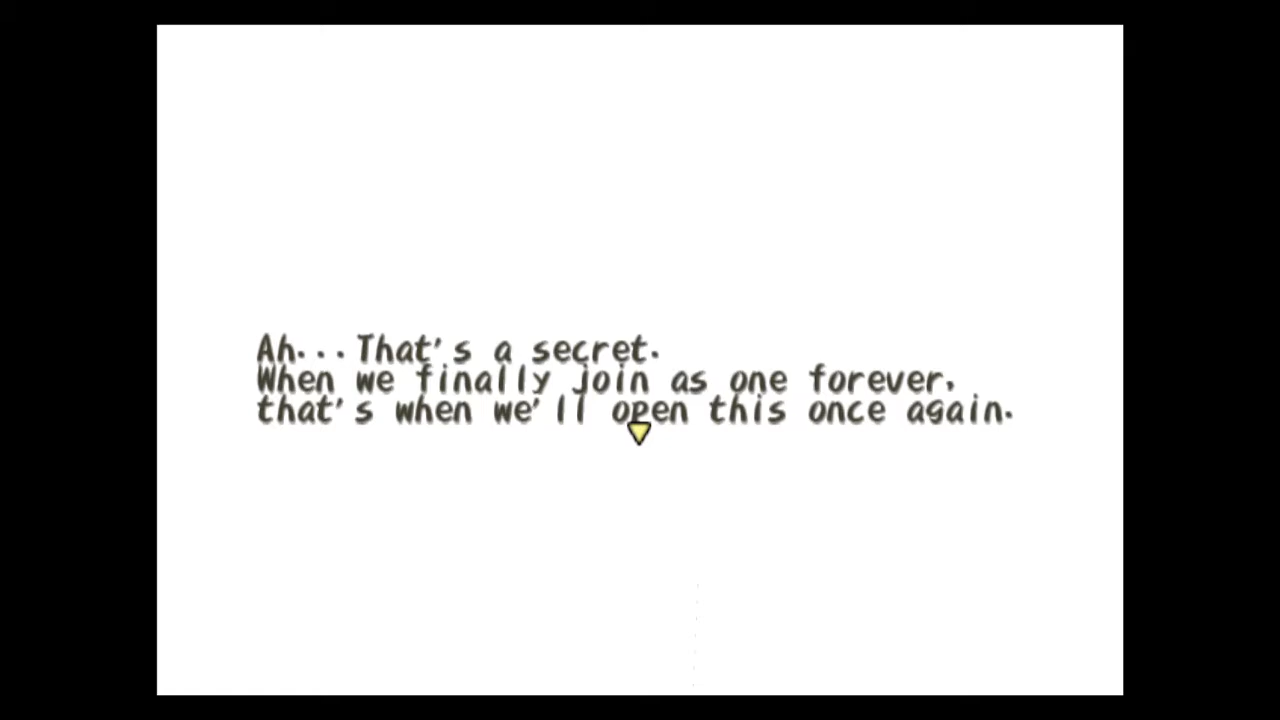 Ah...That's a secret.
When we finally join as one forever,
that's when we'll open this once again.